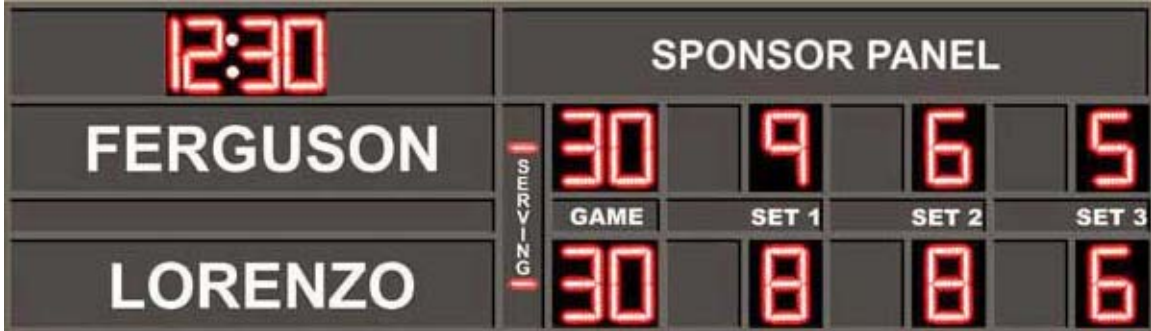 12:30 SPONSOR PANEL
FERGUSON 30 9 6 5
SERVING
GAME SET 1 SET 2 SET 3
LORENZO 30 8 8 6